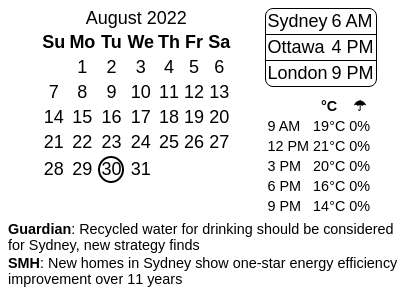 August 2022
Su Mo Tu We Th Fr Sa
1 2 3 4 5 6
7 8 9 10 11 12 13
14 15 16 17 18 19 20
21 22 23 24 25 26 27
28 29 30 31
Sydney 6 AM
Ottawa 4 PM
London 9 PM
°C ☂
9 AM 19°C 0%
12 PM 21°C 0%
3 PM 20°C 0%
6 PM 16°C 0%
9 PM 14°C 0%
Guardian: Recycled water for drinking should be considered
for Sydney, new strategy finds
SMH: New homes in Sydney show one-star energy efficiency
improvement over 11 years